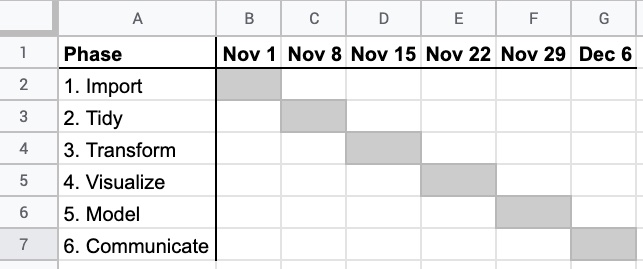 A B C D E F G
1 Phase Nov 1 Nov 8 Nov 15 Nov 22 Nov 29 Dec 6
2 1. Import
3 2. Tidy
4 3. Transform
5 4. Visualize
6 5. Model
7 6. Communicate